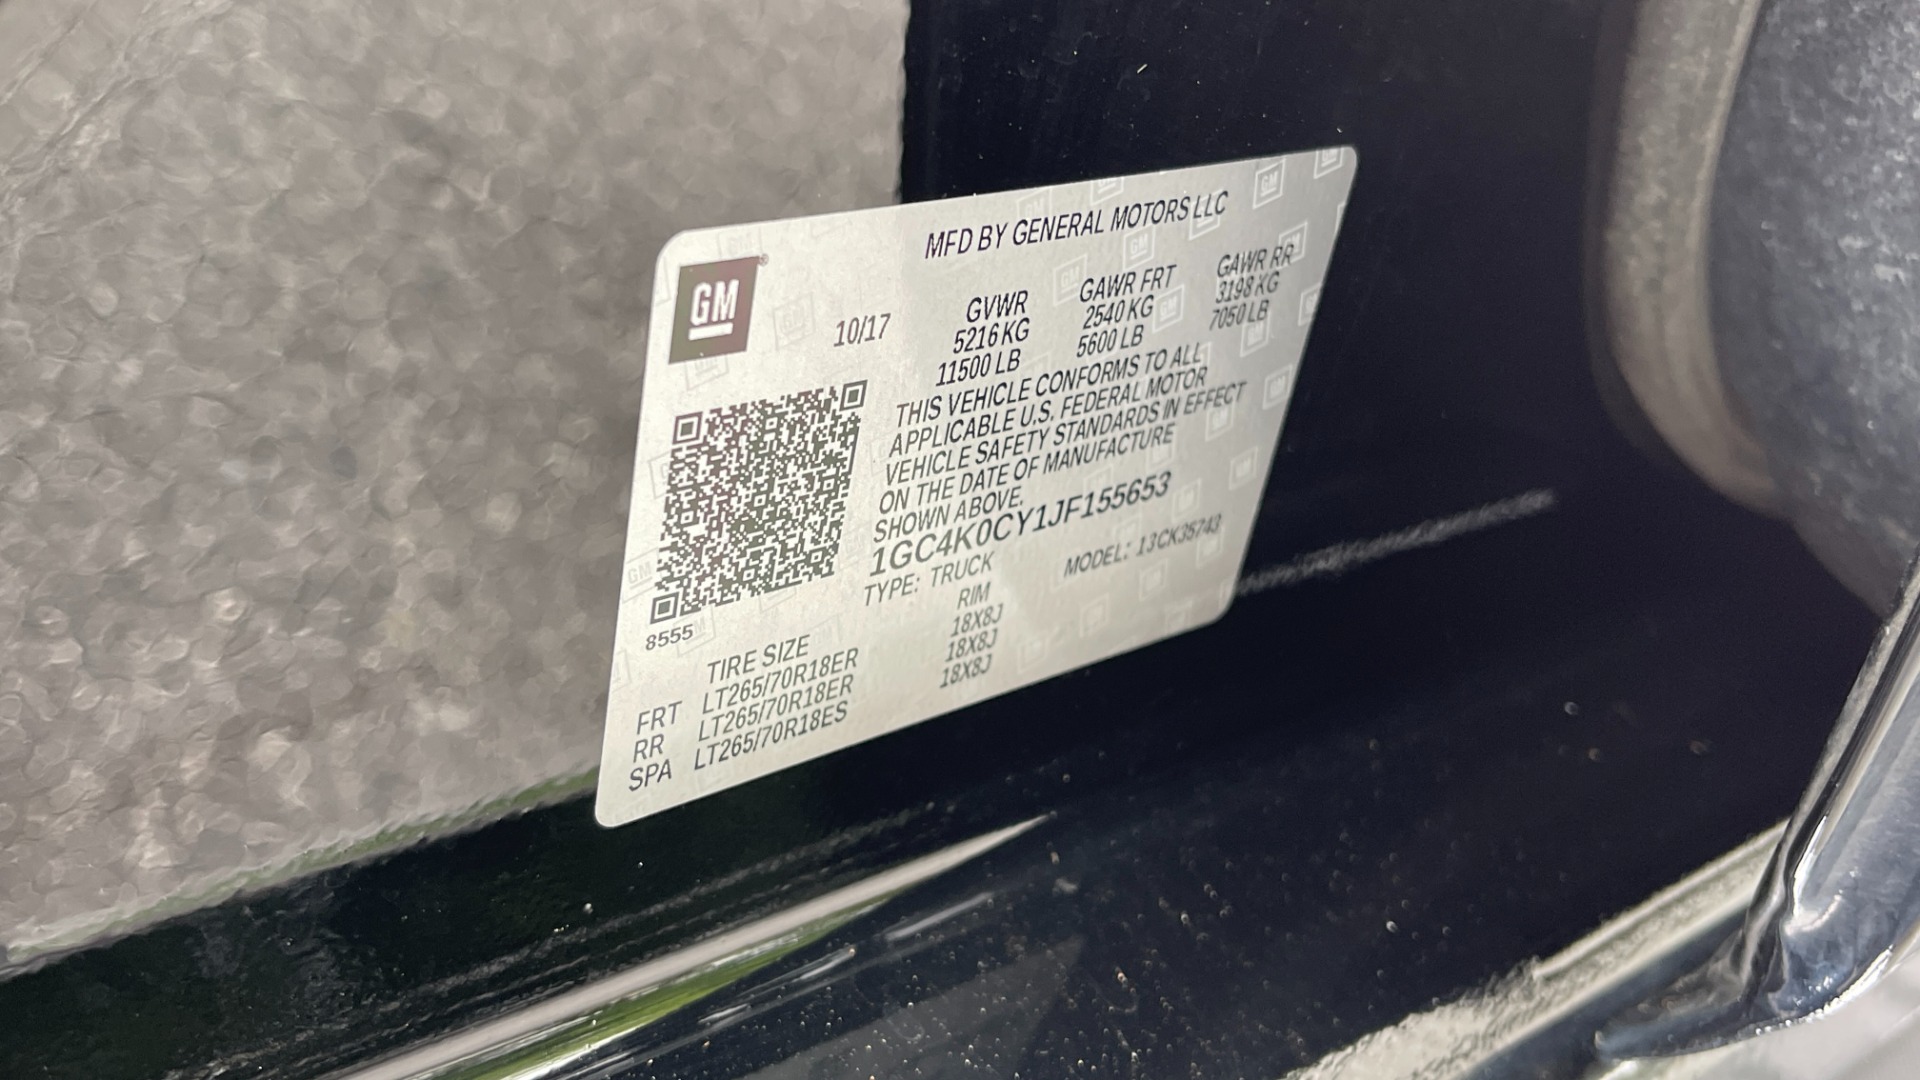 MFD BY GENERAL MOTORS LLC
GM
10/17
GVWR GAWR FRT GAWR RR
5216 KG 2540 KG 3198 KG
11500 LB 5600 LB 7050 LB
THIS VEHICLE CONFORMS TO ALL
APPLICABLE U.S. FEDERAL MOTOR
VEHICLE SAFETY STANDARDS IN EFFECT
ON THE DATE OF MANUFACTURE
SHOWN ABOVE.
1GC4K0CY1JF155653
TYPE: TRUCK MODEL: 13CK35743
8555
TIRE SIZE RIM
FRT LT265/70R18ER 18X8J
RR LT265/70R18ER 18X8J
SPA LT265/70R18ES 18X8J